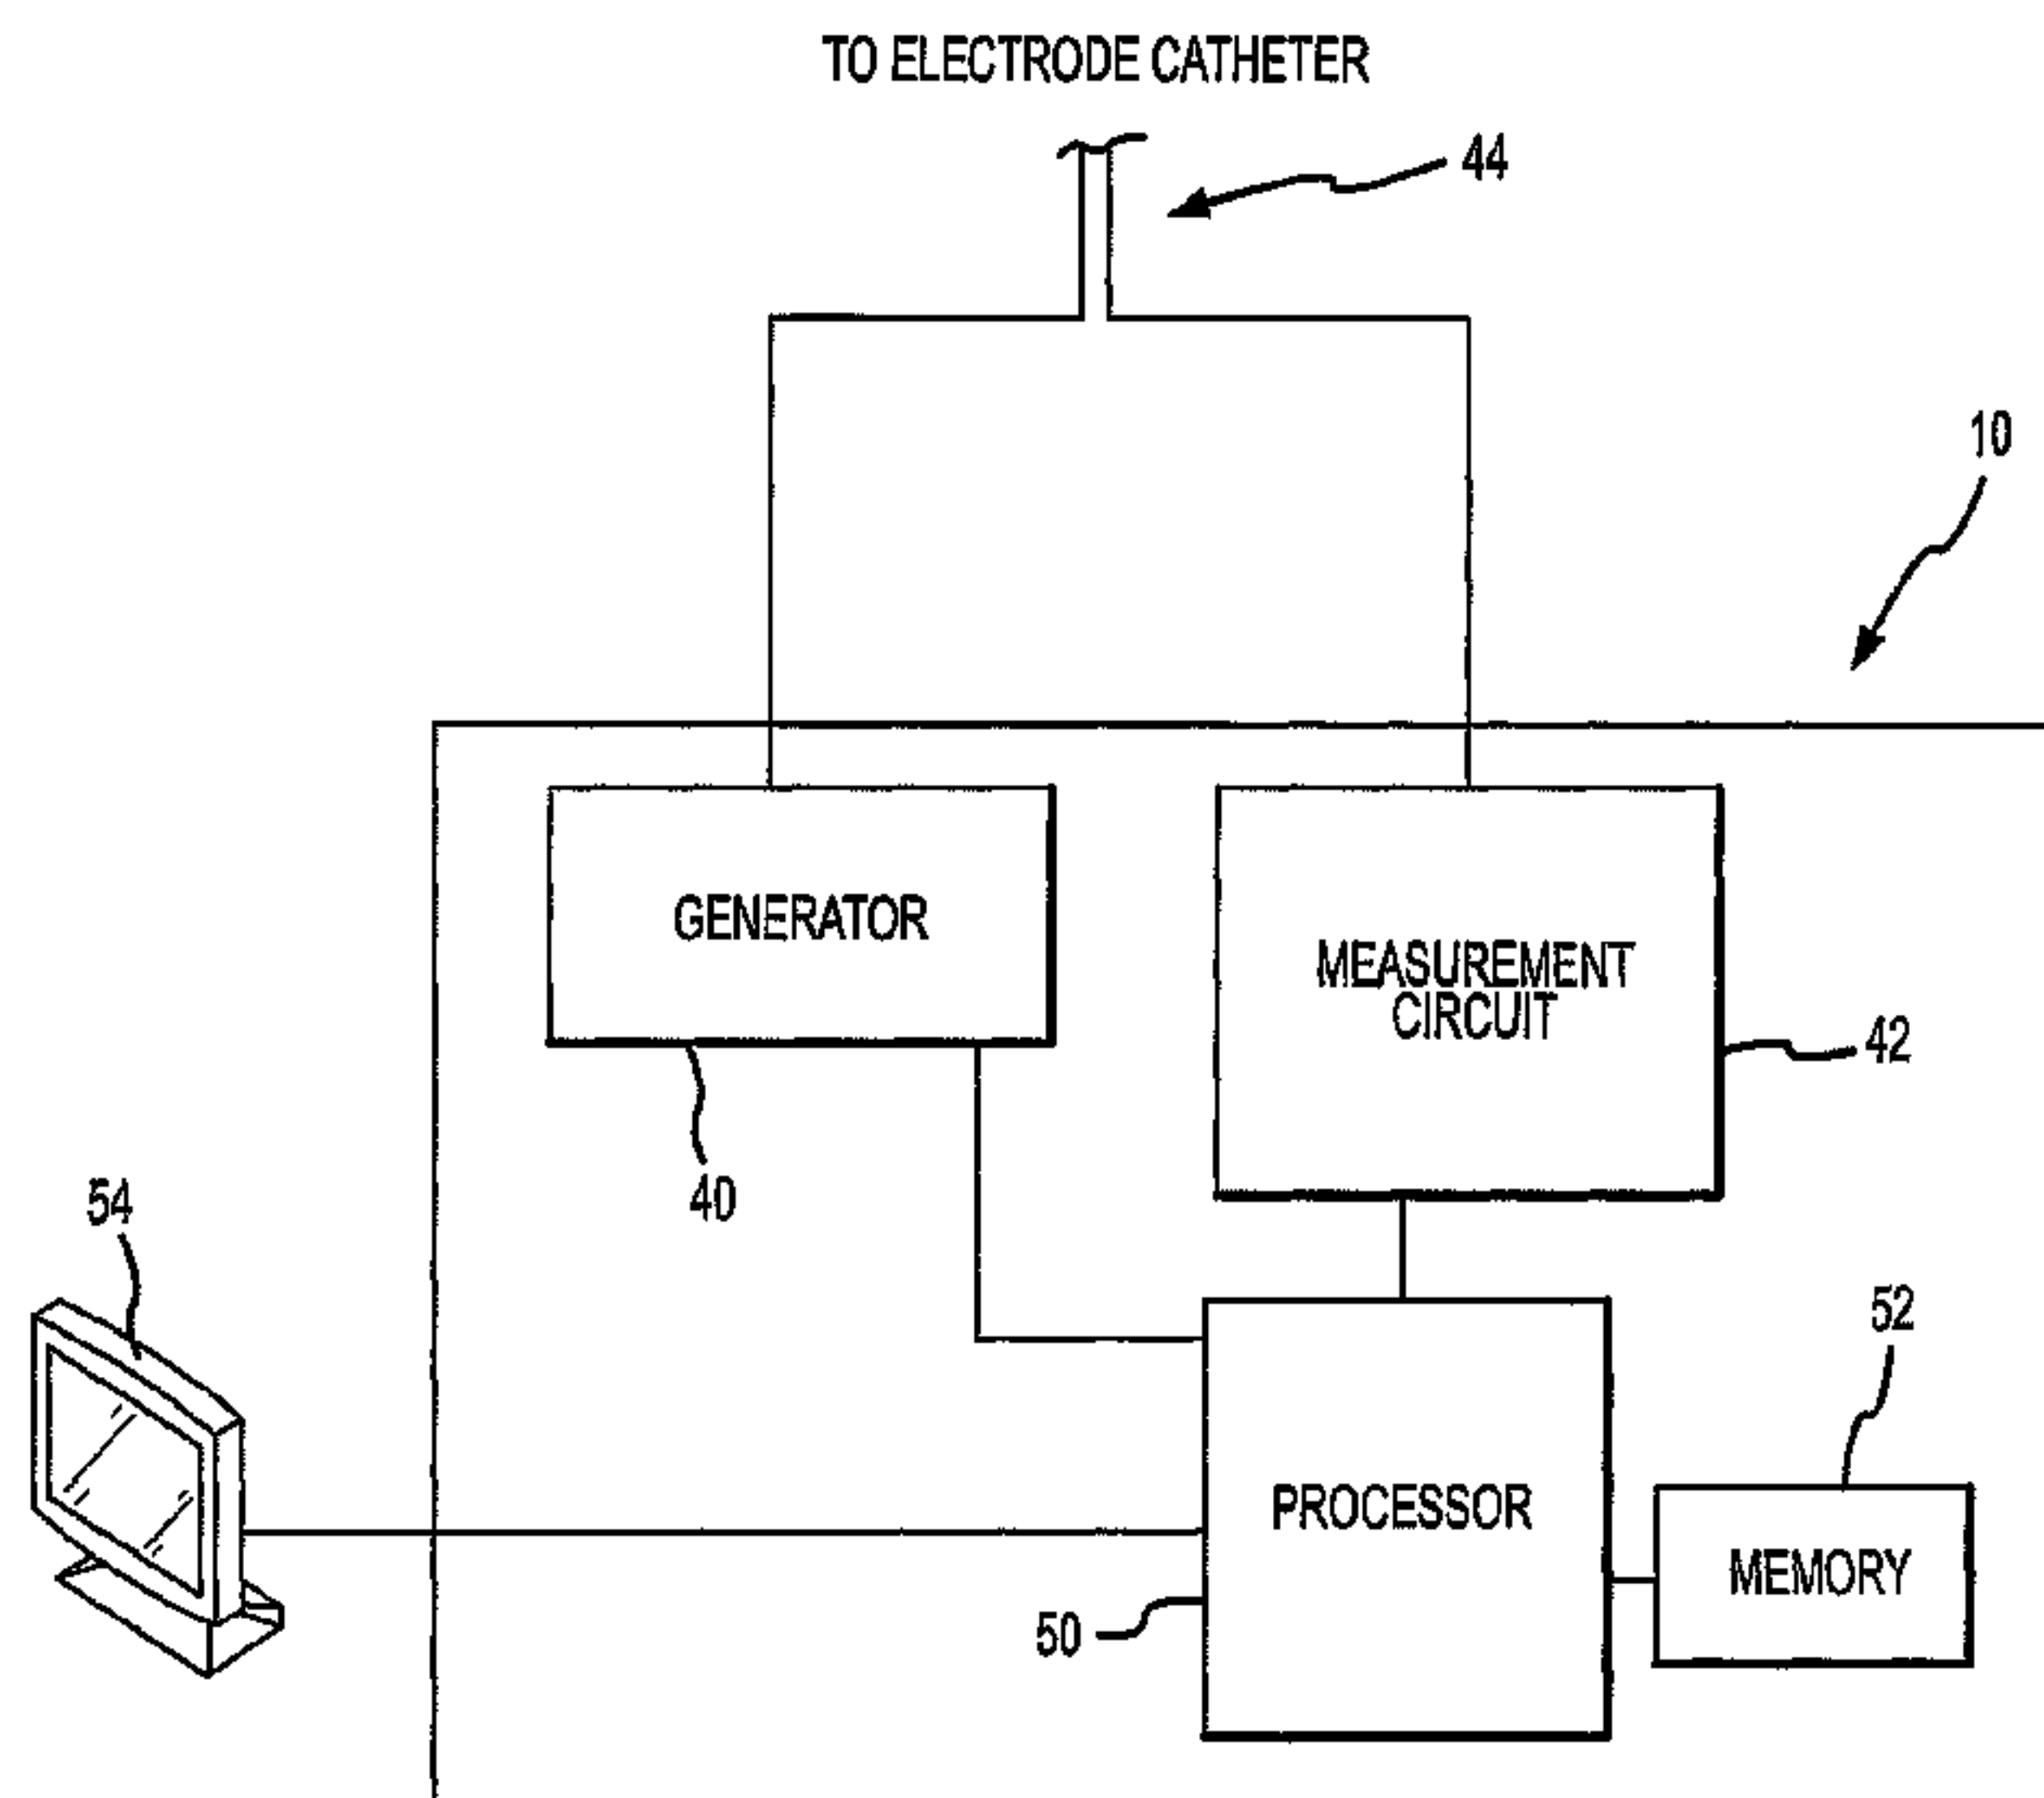 TO ELECTRODE CATHETER
44
10
GENERATOR
MEASUREMENT
CIRCUIT
42
40
54
52
PROCESSOR
MEMORY
50